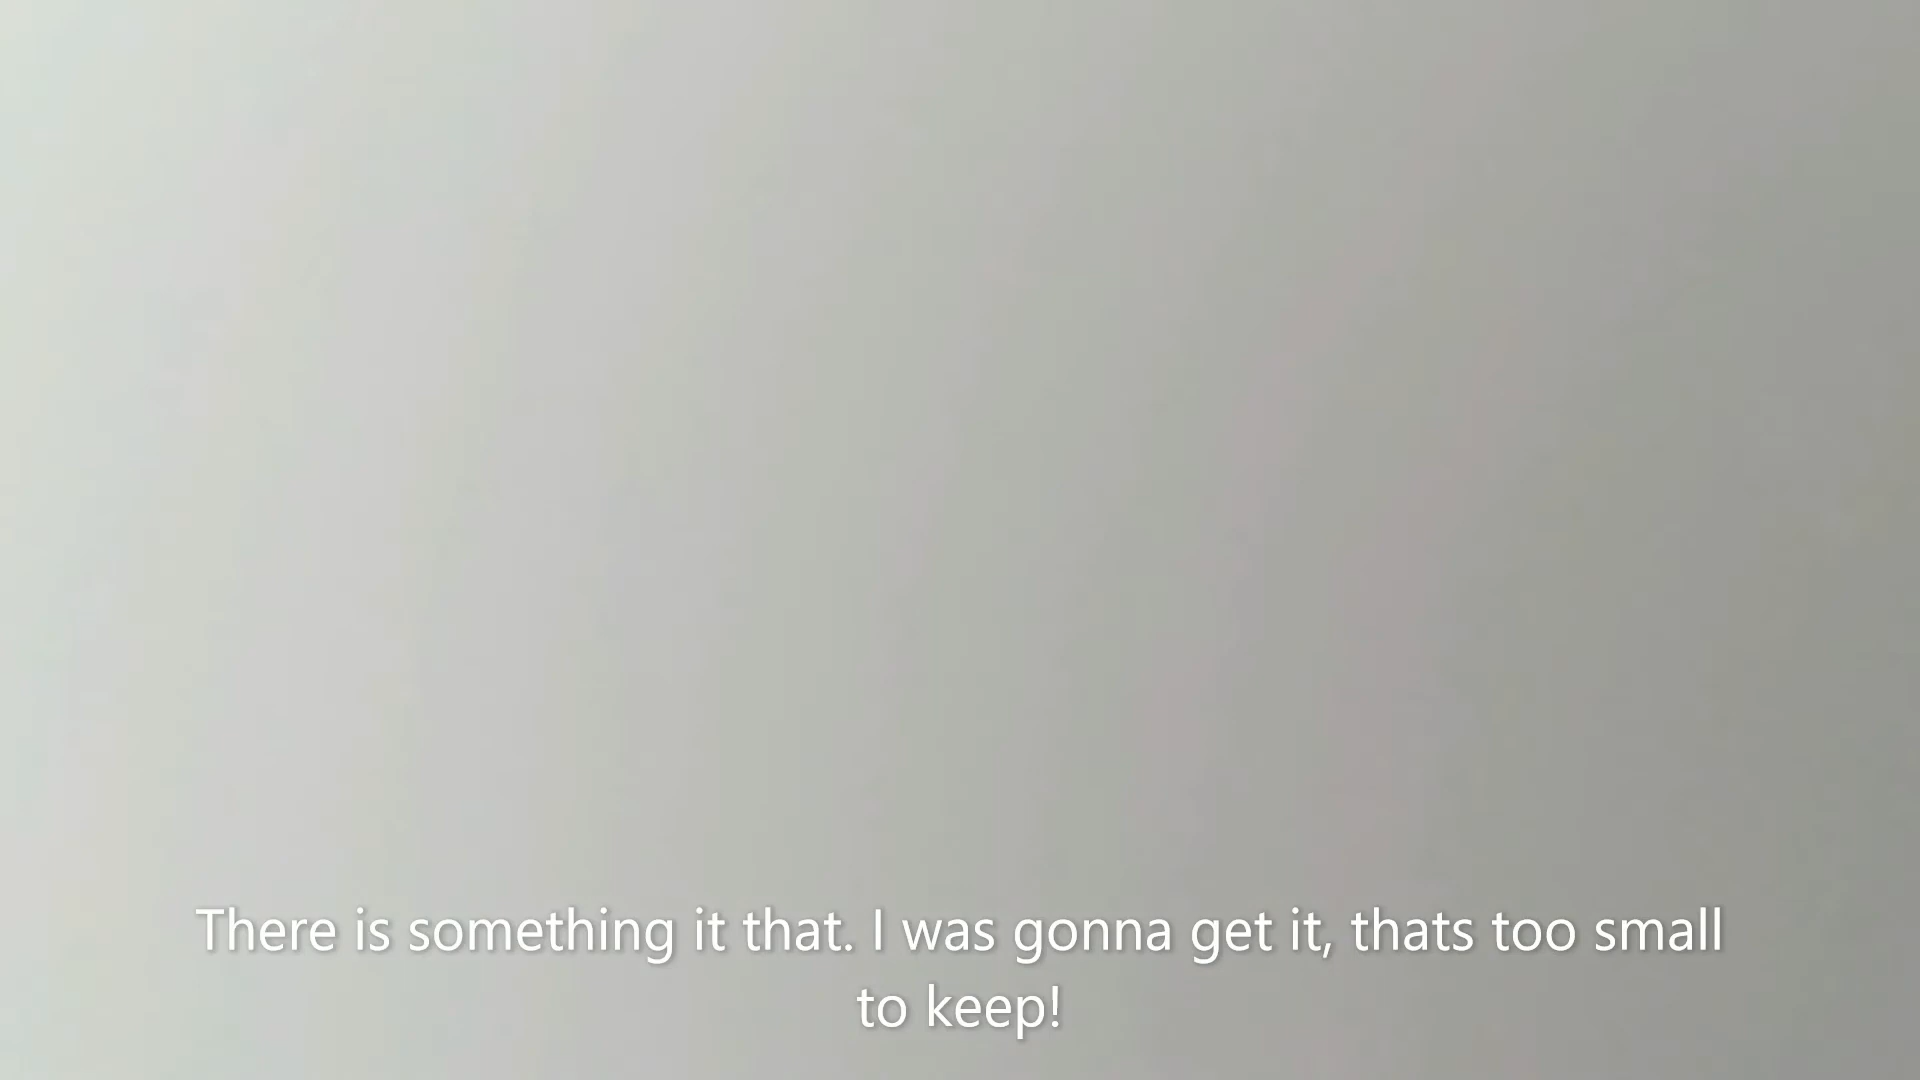 There is something it that. I was gonna get it, thats too small
to keep!